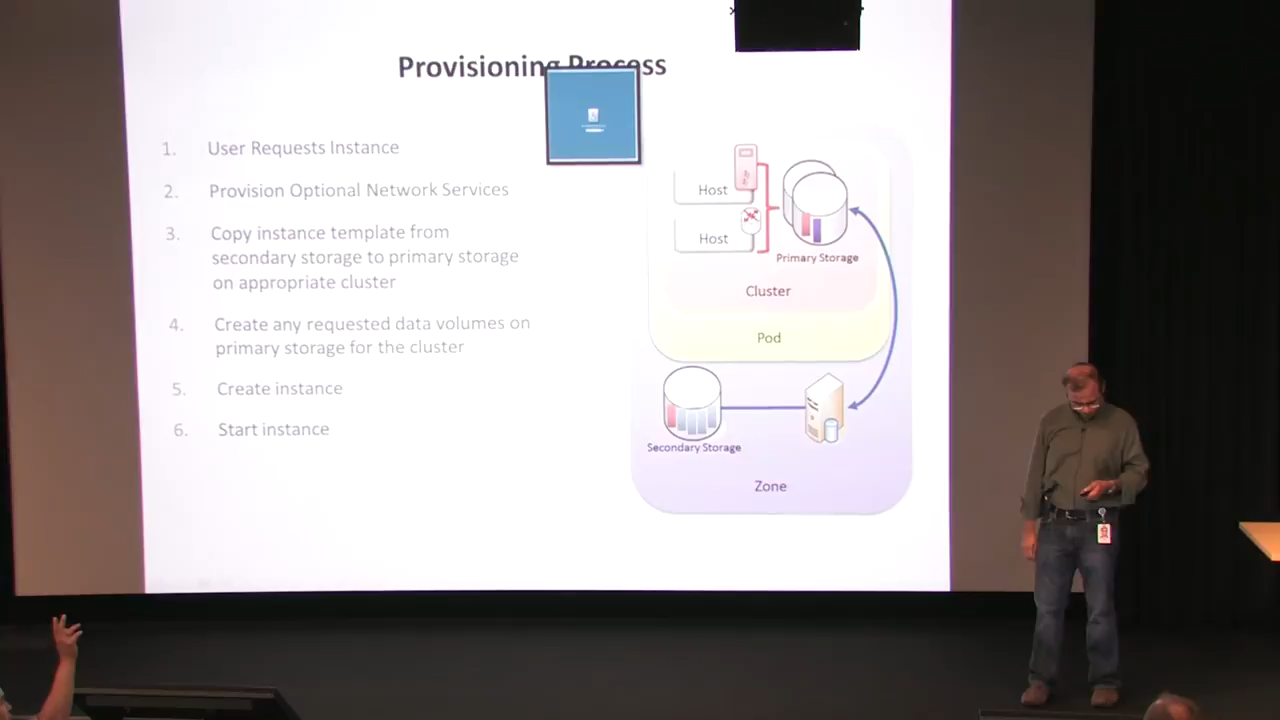 Provisioning Process
1. User Requests Instance
2. Provision Optional Network Services
3. Copy instance template from
secondary storage to primary storage
on appropriate cluster
4. Create any requested data volumes on
primary storage for the cluster
5. Create instance
6. Start instance
Host
Host
Primary Storage
Cluster
Pod
Secondary Storage
Zone